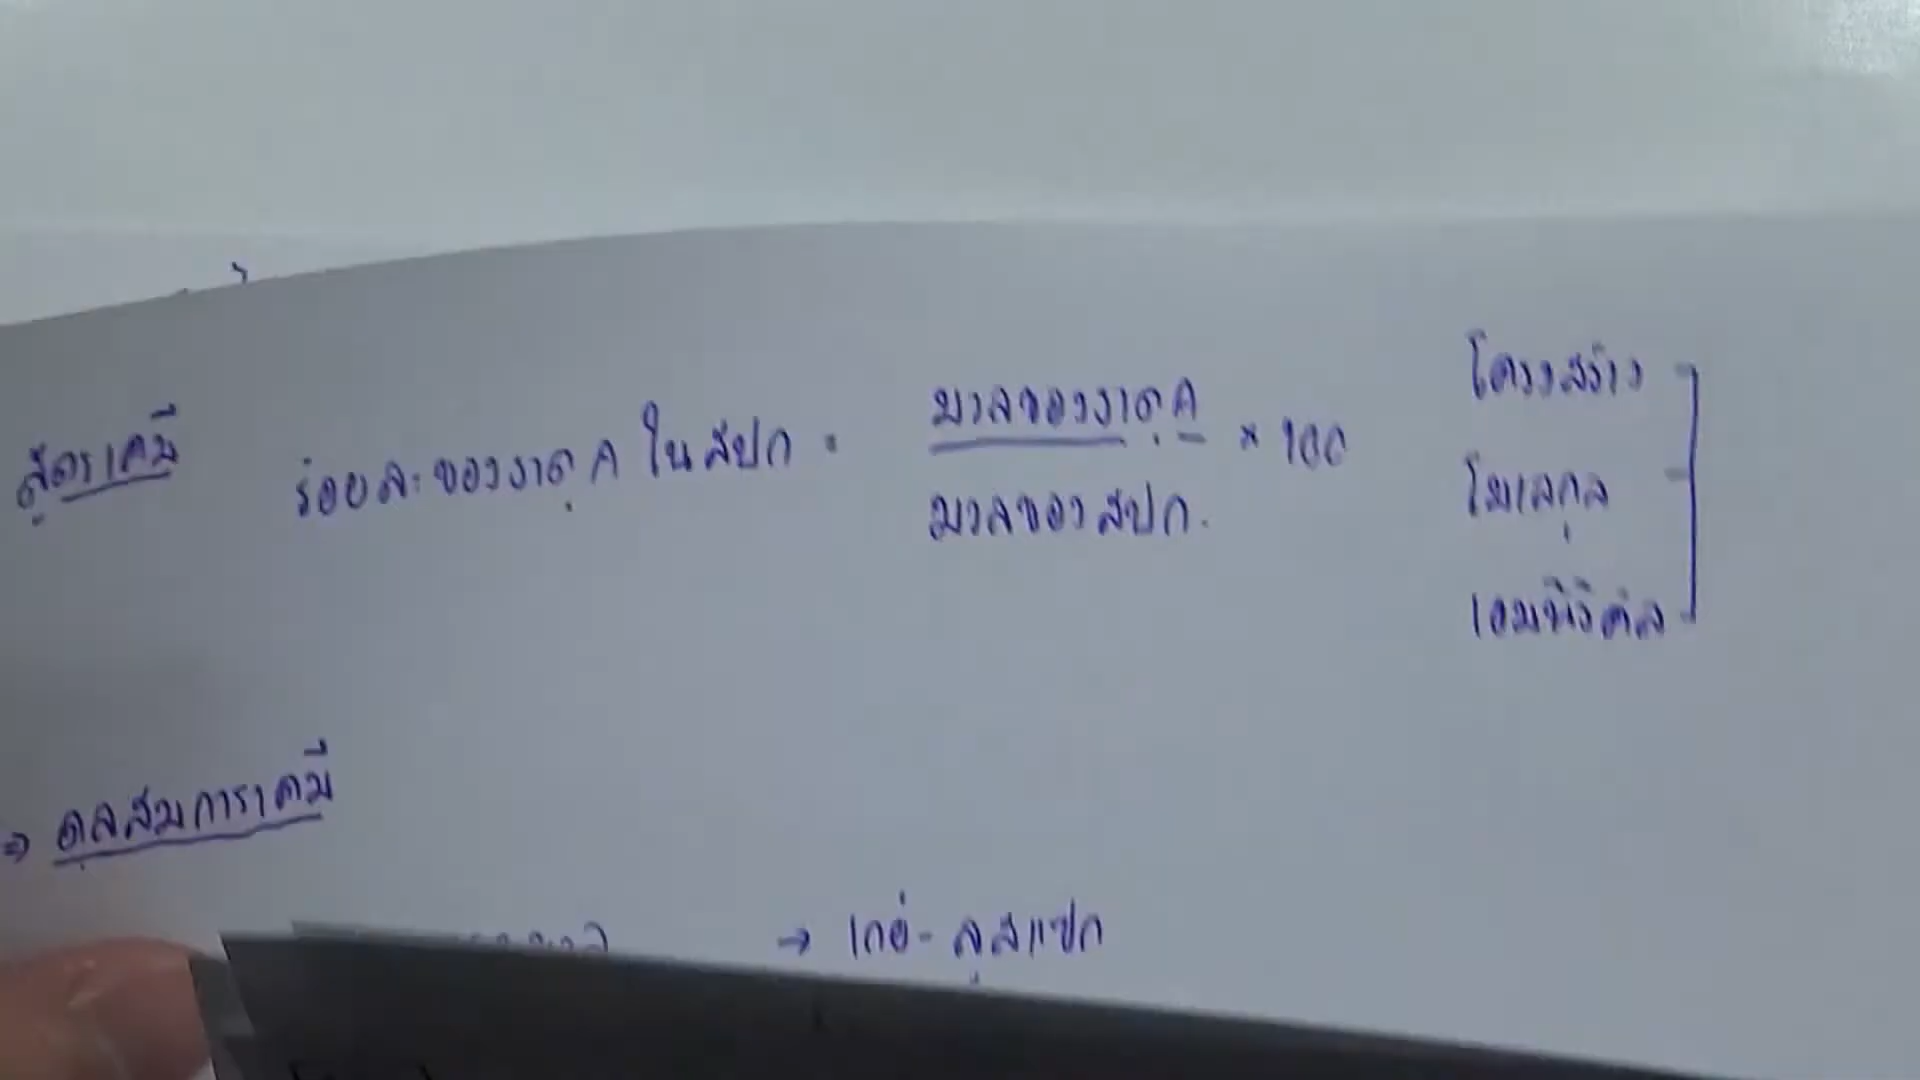 สูตรเคมี
ร้อยละของธาตุ A ในสปก = มวลของธาตุ A × 100
มวลของสปก.
โครงสร้าง
โมเลกุล
เอมพิริคัล
⇒ ดุลสมการเคมี
→ เกย์-ลูสแซก